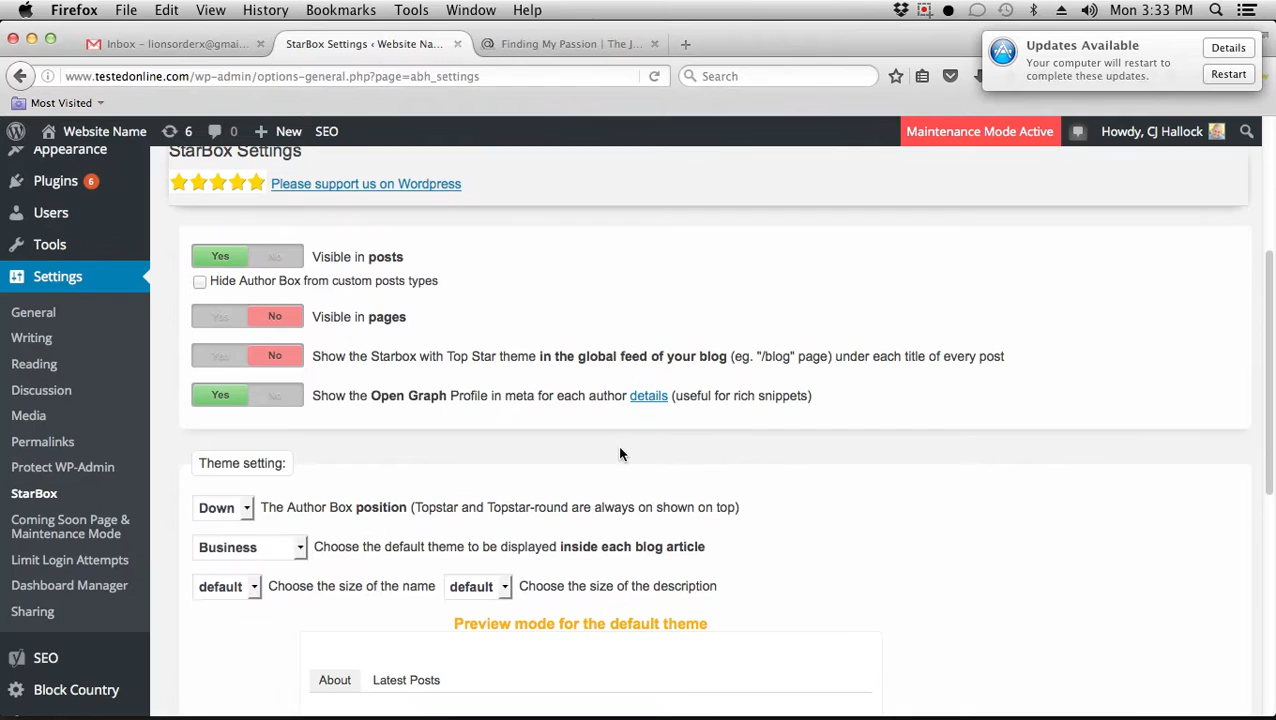 Firefox File Edit View History Bookmarks Tools Window Help Mon 3:33 PM
Inbox – lionsorderx@gmai... StarBox Settings ‹ Website Na... Finding My Passion | The J...
www.testedonline.com/wp-admin/options-general.php?page=abh_settings Search
Updates Available
Your computer will restart to
complete these updates.
Details
Restart
Most Visited
Website Name 6 0 New SEO Maintenance Mode Active Howdy, CJ Hallock
Appearance
Plugins 6
Users
Tools
Settings
General
Writing
Reading
Discussion
Media
Permalinks
Protect WP-Admin
StarBox
Coming Soon Page &
Maintenance Mode
Limit Login Attempts
Dashboard Manager
Sharing
SEO
Block Country
StarBox Settings
Please support us on Wordpress
Yes No Visible in posts
Hide Author Box from custom posts types
Yes No Visible in pages
Yes No Show the Starbox with Top Star theme in the global feed of your blog (eg. "/blog" page) under each title of every post
Yes No Show the Open Graph Profile in meta for each author details (useful for rich snippets)
Theme setting:
Down The Author Box position (Topstar and Topstar-round are always on shown on top)
Business Choose the default theme to be displayed inside each blog article
default Choose the size of the name default Choose the size of the description
Preview mode for the default theme
About Latest Posts